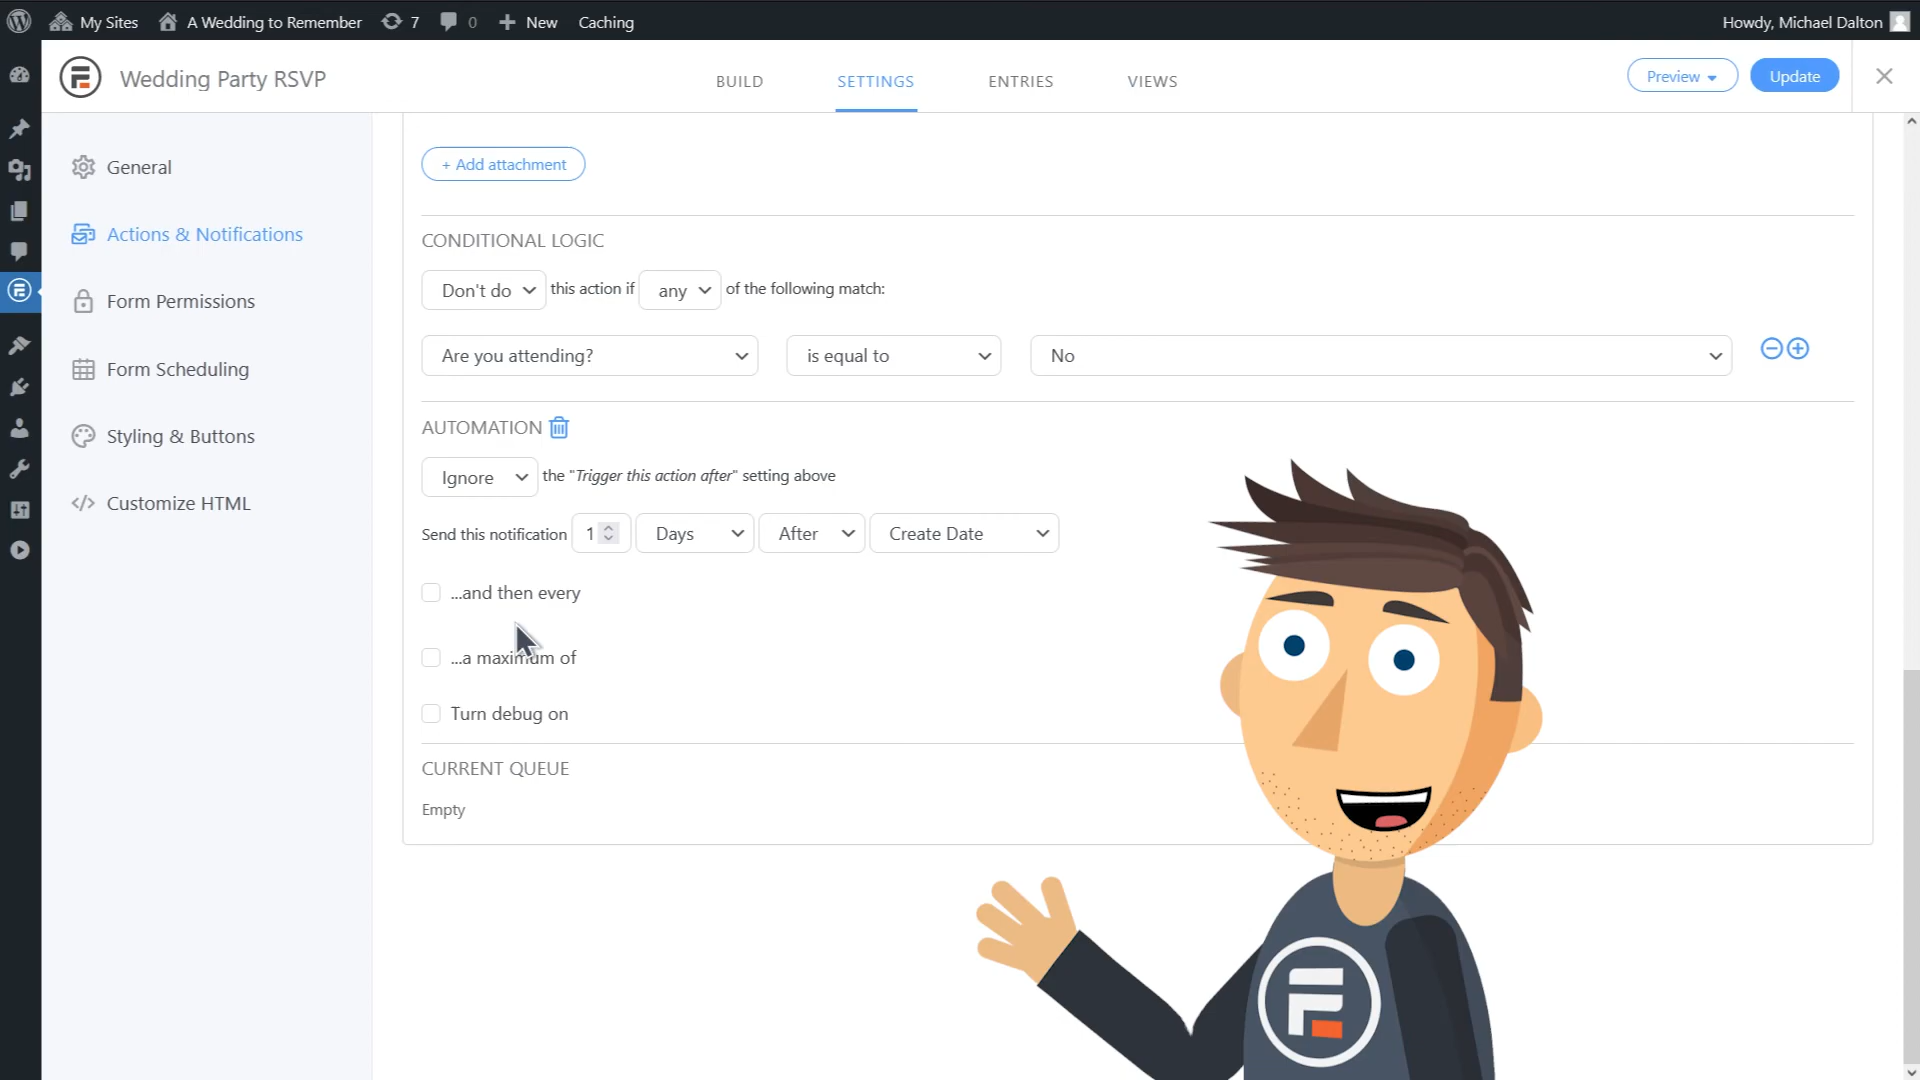 My Sites A Wedding to Remember 7 0 New Caching Howdy, Michael Dalton
Wedding Party RSVP BUILD SETTINGS ENTRIES VIEWS Preview Update
General
Actions & Notifications
Form Permissions
Form Scheduling
Styling & Buttons
Customize HTML
+ Add attachment
CONDITIONAL LOGIC
Don't do this action if any of the following match:
Are you attending? is equal to No
AUTOMATION
Ignore the "Trigger this action after" setting above
Send this notification 1 Days After Create Date
...and then every
...a maximum of
Turn debug on
CURRENT QUEUE
Empty